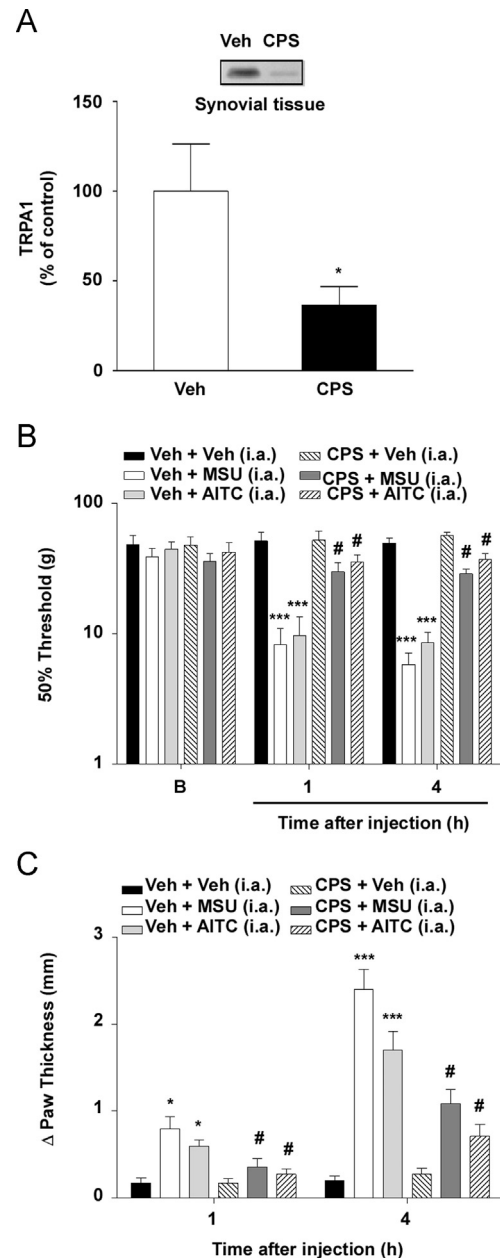 A
Veh CPS
Synovial tissue
150
100
50
0
TRPA1
(% of control)
*
Veh
CPS
B
Veh + Veh (i.a.)
CPS + Veh (i.a.)
Veh + MSU (i.a.)
CPS + MSU (i.a.)
Veh + AITC (i.a.)
CPS + AITC (i.a.)
100
10
1
50% Threshold (g)
***
***
#
#
***
***
#
#
B
1
4
Time after injection (h)
C
Veh + Veh (i.a.)
CPS + Veh (i.a.)
Veh + MSU (i.a.)
CPS + MSU (i.a.)
Veh + AITC (i.a.)
CPS + AITC (i.a.)
3
2
1
0
Δ Paw Thickness (mm)
*
*
#
#
***
***
#
#
1
4
Time after injection (h)